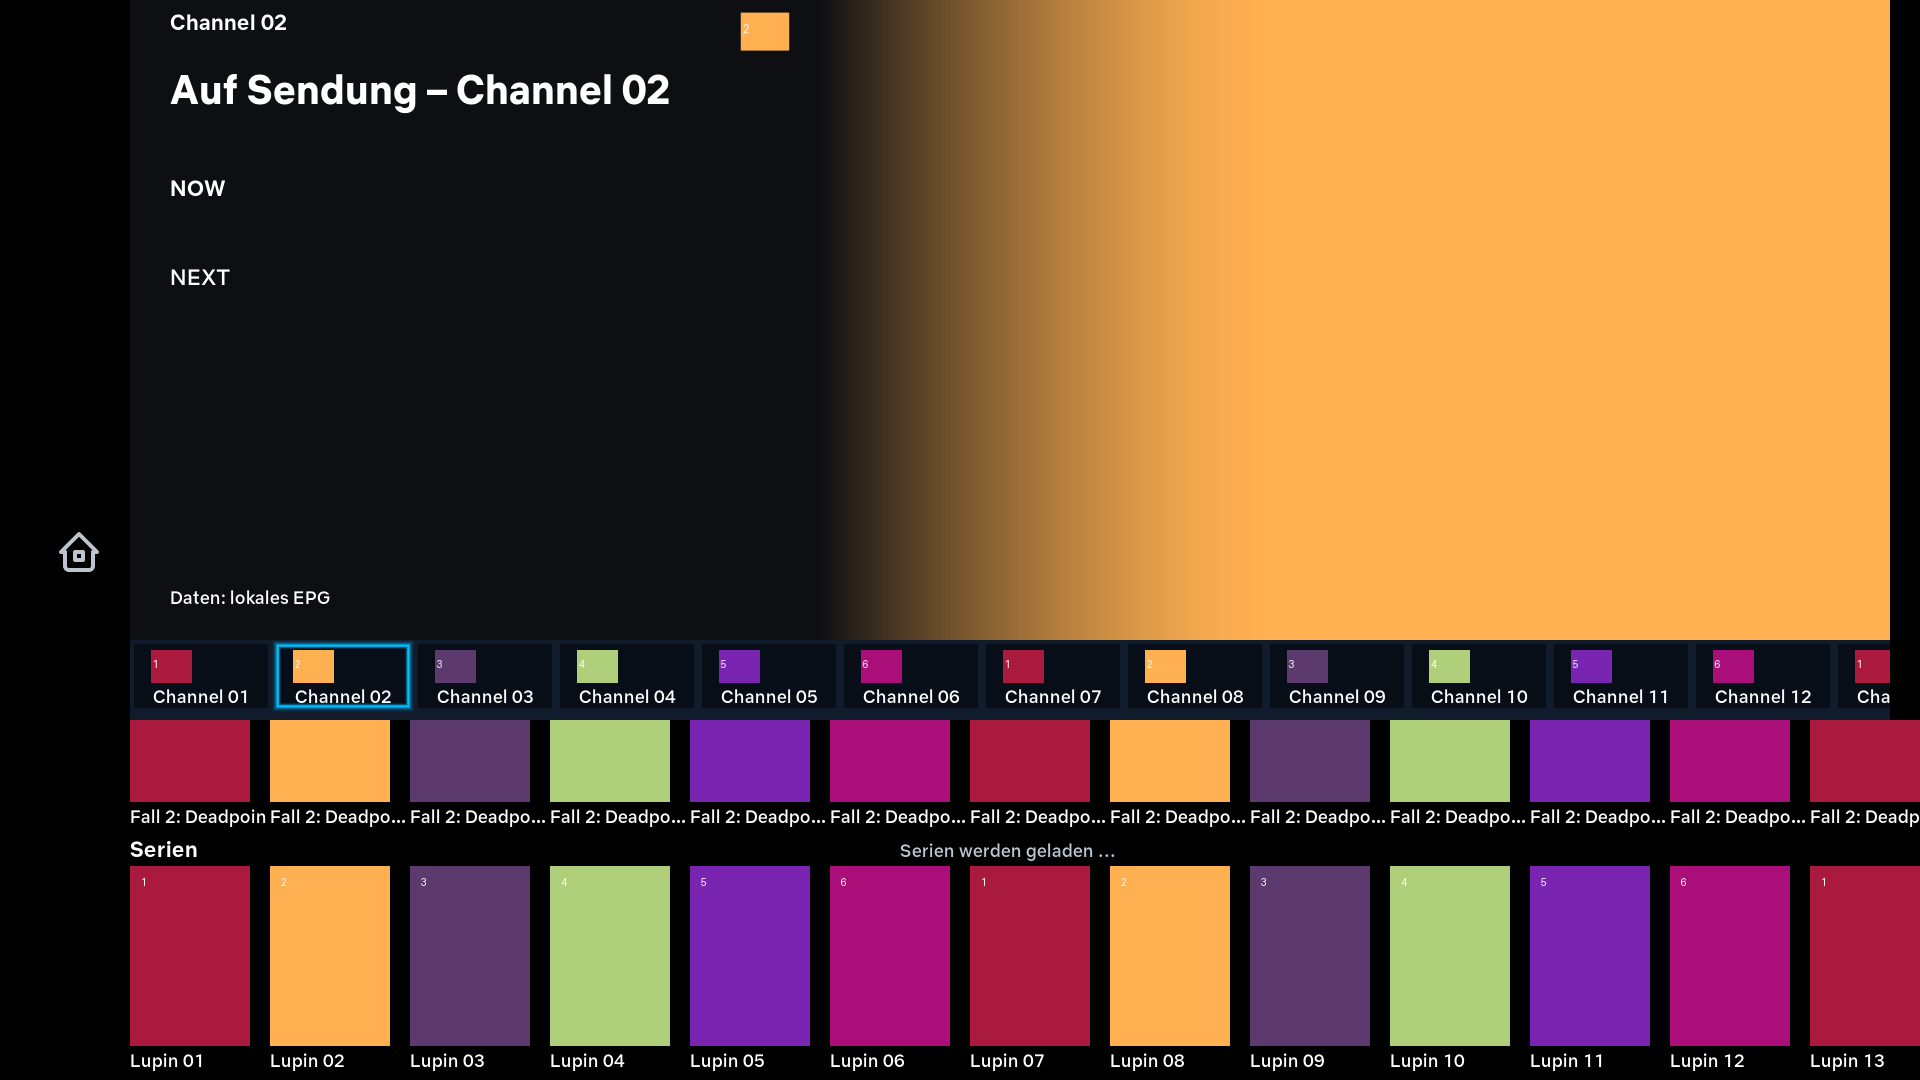 Channel 02
2
Auf Sendung – Channel 02
NOW
NEXT
Daten: lokales EPG
1 2 3 4 5 6 1 2 3 4 5 6 1
Channel 01 Channel 02 Channel 03 Channel 04 Channel 05 Channel 06 Channel 07 Channel 08 Channel 09 Channel 10 Channel 11 Channel 12 Cha
Fall 2: Deadpoin Fall 2: Deadpo... Fall 2: Deadpo... Fall 2: Deadpo... Fall 2: Deadpo... Fall 2: Deadpo... Fall 2: Deadpo... Fall 2: Deadpo... Fall 2: Deadpo... Fall 2: Deadpo... Fall 2: Deadpo... Fall 2: Deadpo... Fall 2: Deadp
Serien Serien werden geladen ...
1 2 3 4 5 6 1 2 3 4 5 6 1
Lupin 01 Lupin 02 Lupin 03 Lupin 04 Lupin 05 Lupin 06 Lupin 07 Lupin 08 Lupin 09 Lupin 10 Lupin 11 Lupin 12 Lupin 13